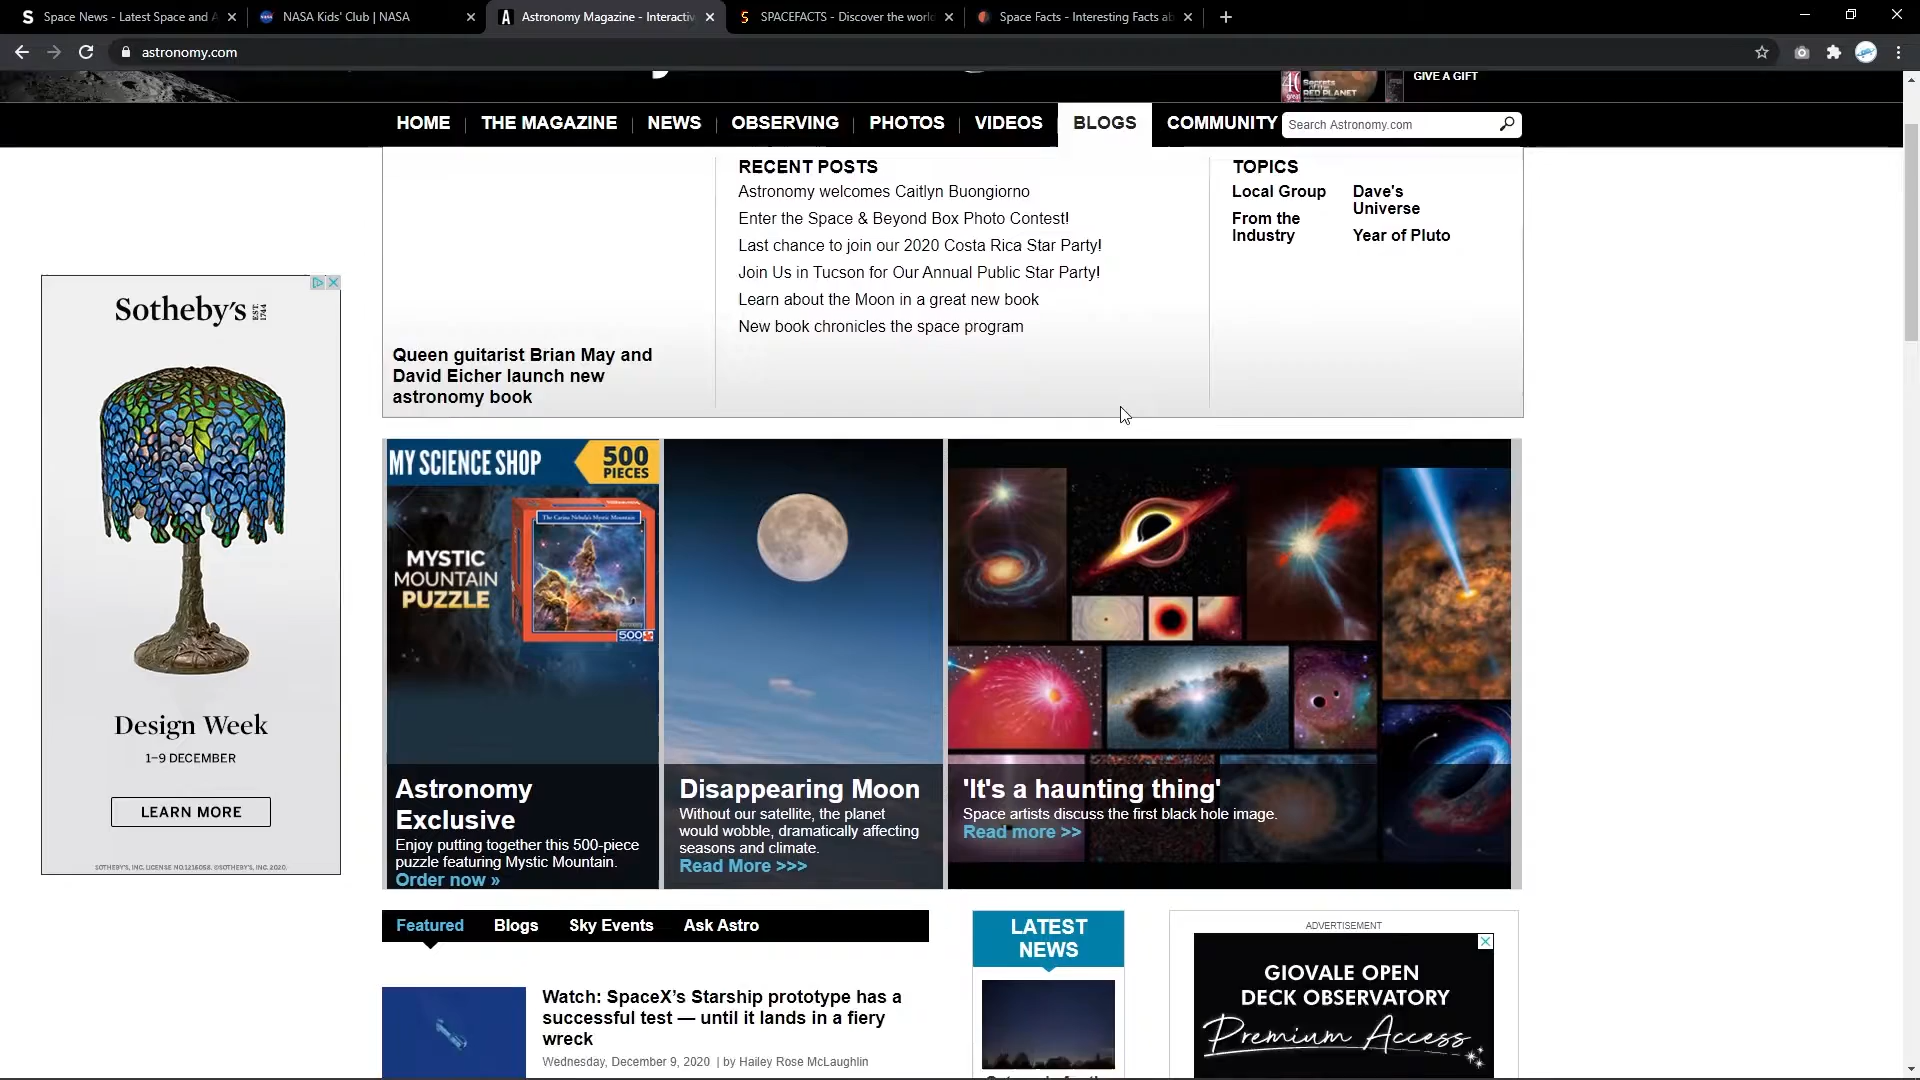 Space News - Latest Space and A
NASA Kids' Club | NASA
Astronomy Magazine - Interactiv
SPACEFACTS - Discover the world
Space Facts - Interesting Facts ab
astronomy.com
GIVE A GIFT
RED PLANET
HOME
THE MAGAZINE
NEWS
OBSERVING
PHOTOS
VIDEOS
BLOGS
COMMUNITY
Search Astronomy.com
Queen guitarist Brian May and
David Eicher launch new
astronomy book
RECENT POSTS
Astronomy welcomes Caitlyn Buongiorno
Enter the Space & Beyond Box Photo Contest!
Last chance to join our 2020 Costa Rica Star Party!
Join Us in Tucson for Our Annual Public Star Party!
Learn about the Moon in a great new book
New book chronicles the space program
TOPICS
Local Group
From the
Industry
Dave's
Universe
Year of Pluto
Sotheby's EST. 1744
Design Week
1–9 DECEMBER
LEARN MORE
SOTHEBY'S, INC. LICENSE NO.1216058. ©SOTHEBY'S, INC. 2020.
MY SCIENCE SHOP
500
PIECES
The Carina Nebula's Mystic Mountain
MYSTIC
MOUNTAIN
PUZZLE
500
Astronomy
Exclusive
Enjoy putting together this 500-piece
puzzle featuring Mystic Mountain.
Order now »
Disappearing Moon
Without our satellite, the planet
would wobble, dramatically affecting
seasons and climate.
Read More >>>
'It's a haunting thing'
Space artists discuss the first black hole image.
Read more >>
Featured
Blogs
Sky Events
Ask Astro
Watch: SpaceX’s Starship prototype has a
successful test — until it lands in a fiery
wreck
Wednesday, December 9, 2020 | by Hailey Rose McLaughlin
LATEST
NEWS
ADVERTISEMENT
GIOVALE OPEN
DECK OBSERVATORY
Premium Access